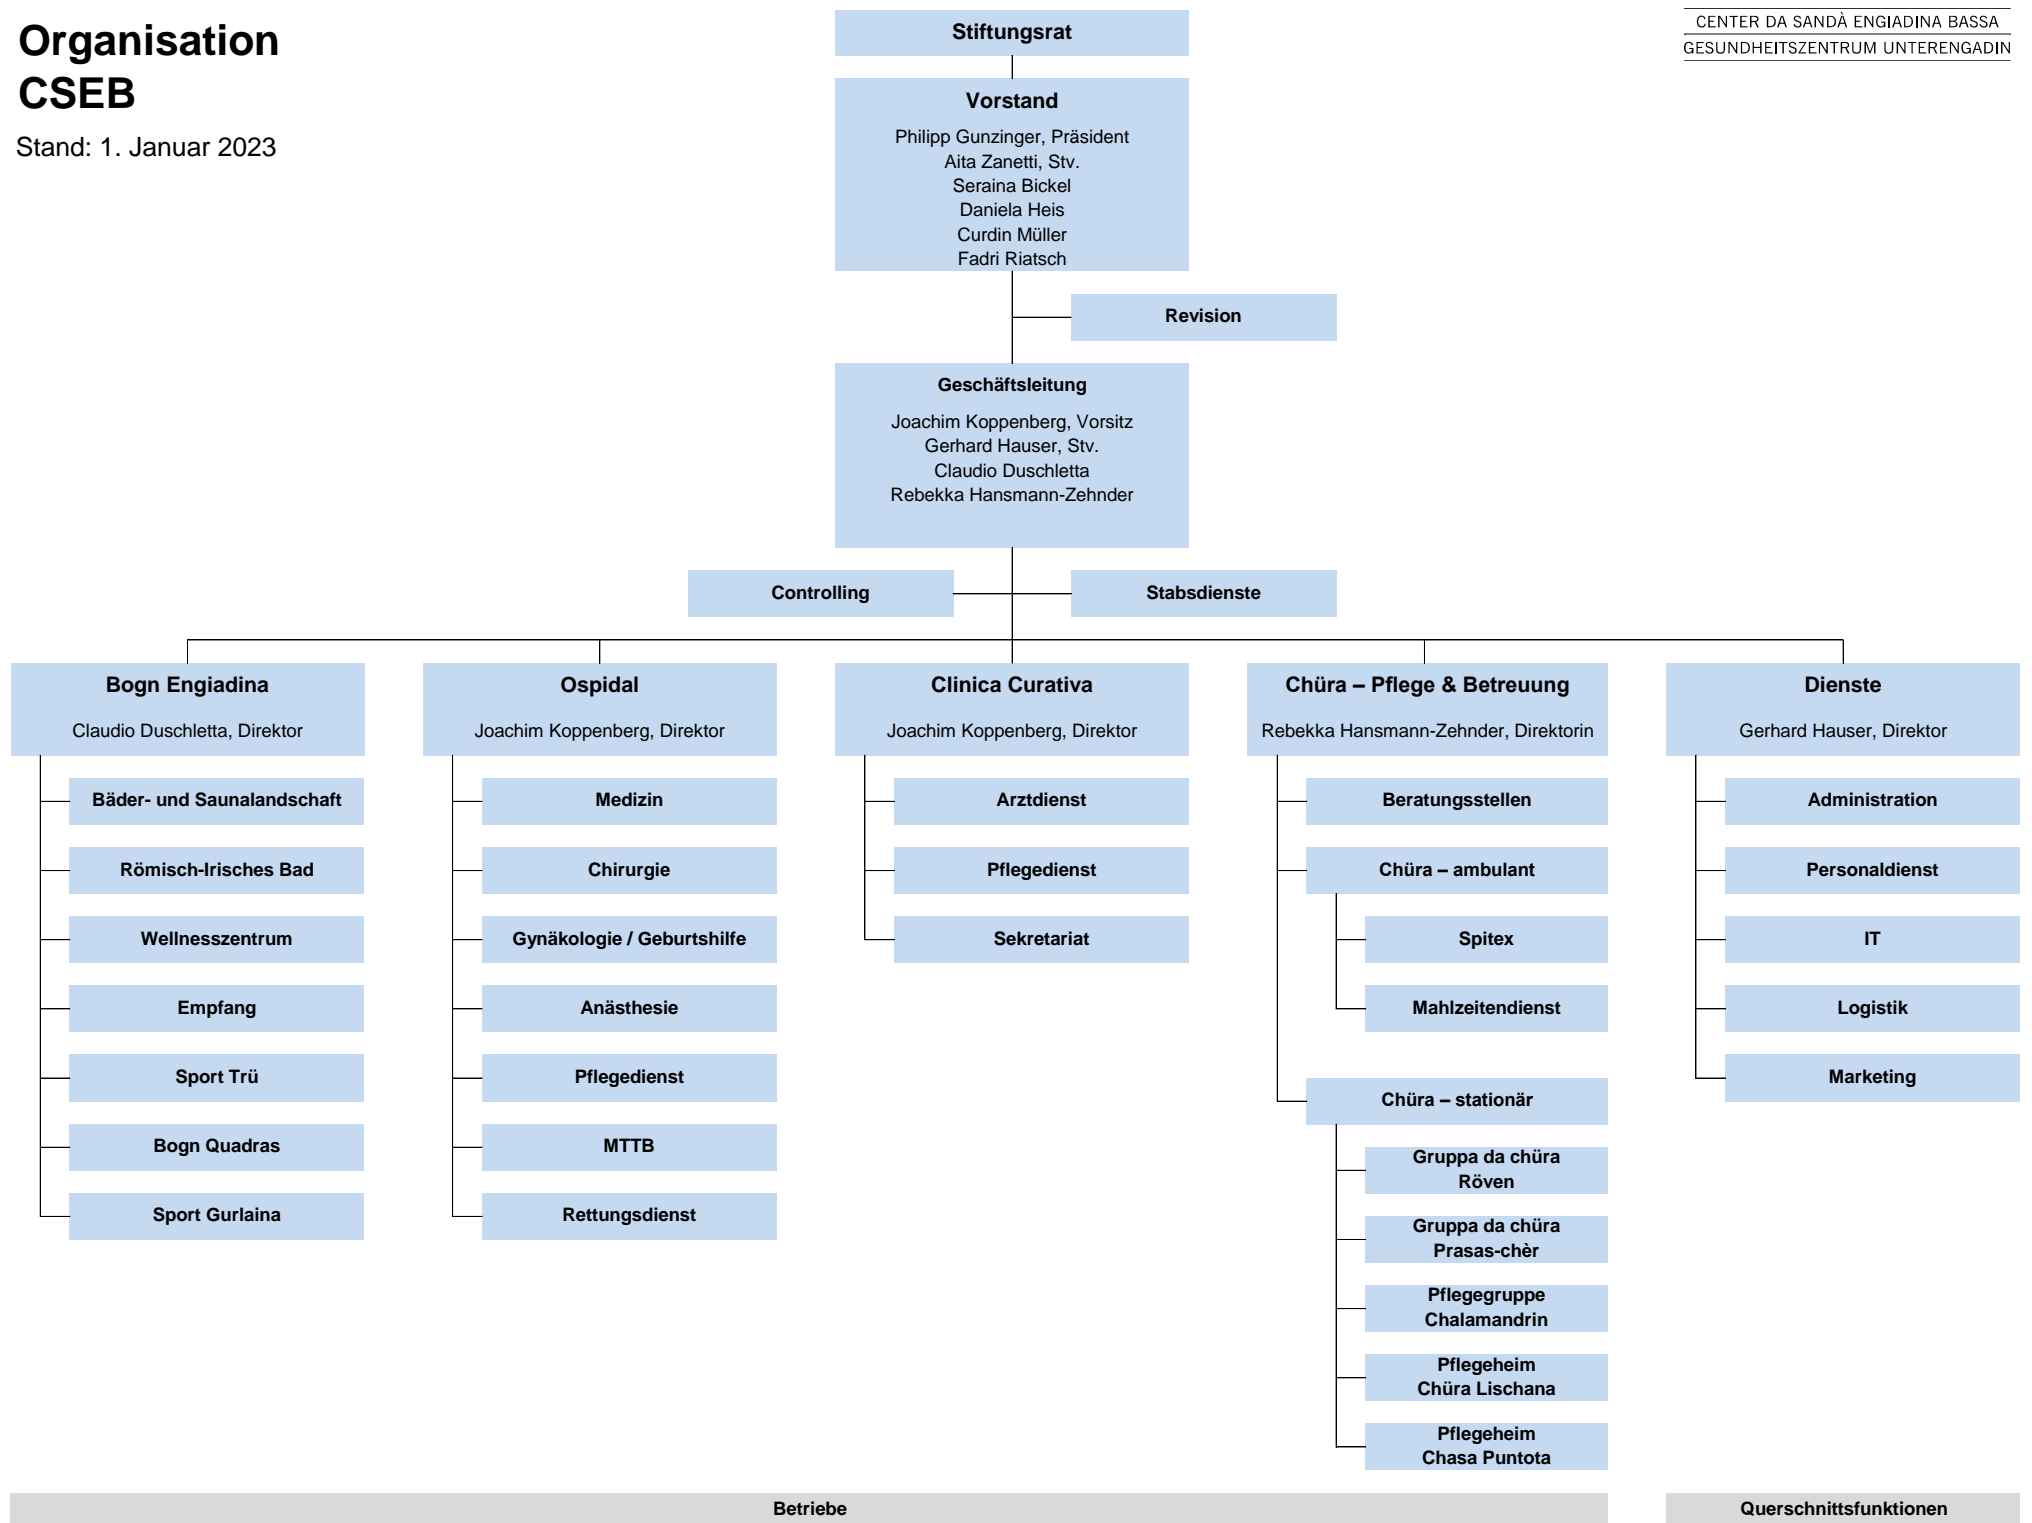 Organisation
CSEB
Stand: 1. Januar 2023
CENTER DA SANDÀ ENGIADINA BASSA
GESUNDHEITSZENTRUM UNTERENGADIN
Stiftungsrat
Vorstand
Philipp Gunzinger, Präsident
Aita Zanetti, Stv.
Seraina Bickel
Daniela Heis
Curdin Müller
Fadri Riatsch
Revision
Geschäftsleitung
Joachim Koppenberg, Vorsitz
Gerhard Hauser, Stv.
Claudio Duschletta
Rebekka Hansmann-Zehnder
Controlling
Stabsdienste
Bogn Engiadina
Claudio Duschletta, Direktor
Bäder- und Saunalandschaft
Römisch-Irisches Bad
Wellnesszentrum
Empfang
Sport Trü
Bogn Quadras
Sport Gurlaina
Ospidal
Joachim Koppenberg, Direktor
Medizin
Chirurgie
Gynäkologie / Geburtshilfe
Anästhesie
Pflegedienst
MTTB
Rettungsdienst
Clinica Curativa
Joachim Koppenberg, Direktor
Arztdienst
Pflegedienst
Sekretariat
Chüra – Pflege & Betreuung
Rebekka Hansmann-Zehnder, Direktorin
Beratungsstellen
Chüra – ambulant
Spitex
Mahlzeitendienst
Chüra – stationär
Gruppa da chüra
Röven
Gruppa da chüra
Prasas-chèr
Pflegegruppe
Chalamandrin
Pflegeheim
Chüra Lischana
Pflegeheim
Chasa Puntota
Dienste
Gerhard Hauser, Direktor
Administration
Personaldienst
IT
Logistik
Marketing
Betriebe
Querschnittsfunktionen